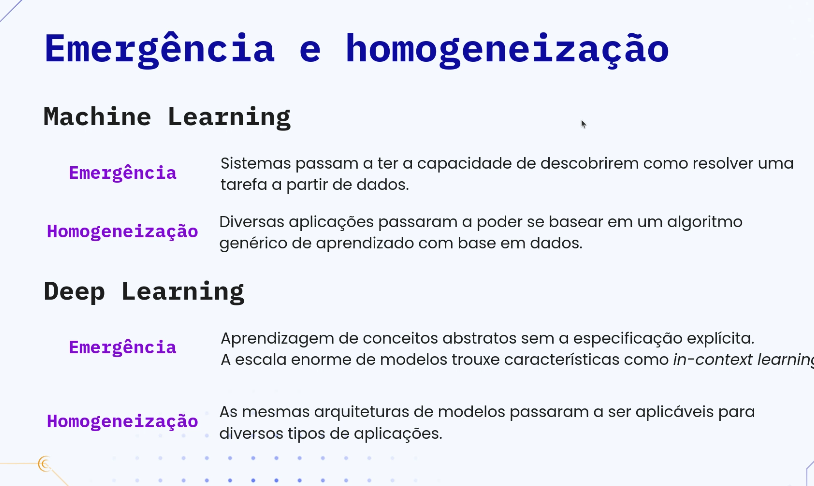 Emergência e homogeneização
Machine Learning
Emergência
Sistemas passam a ter a capacidade de descobrirem como resolver uma
tarefa a partir de dados.
Homogeneização
Diversas aplicações passaram a poder se basear em um algoritmo
genérico de aprendizado com base em dados.
Deep Learning
Emergência
Aprendizagem de conceitos abstratos sem a especificação explícita.
A escala enorme de modelos trouxe características como in-context learning
Homogeneização
As mesmas arquiteturas de modelos passaram a ser aplicáveis para
diversos tipos de aplicações.